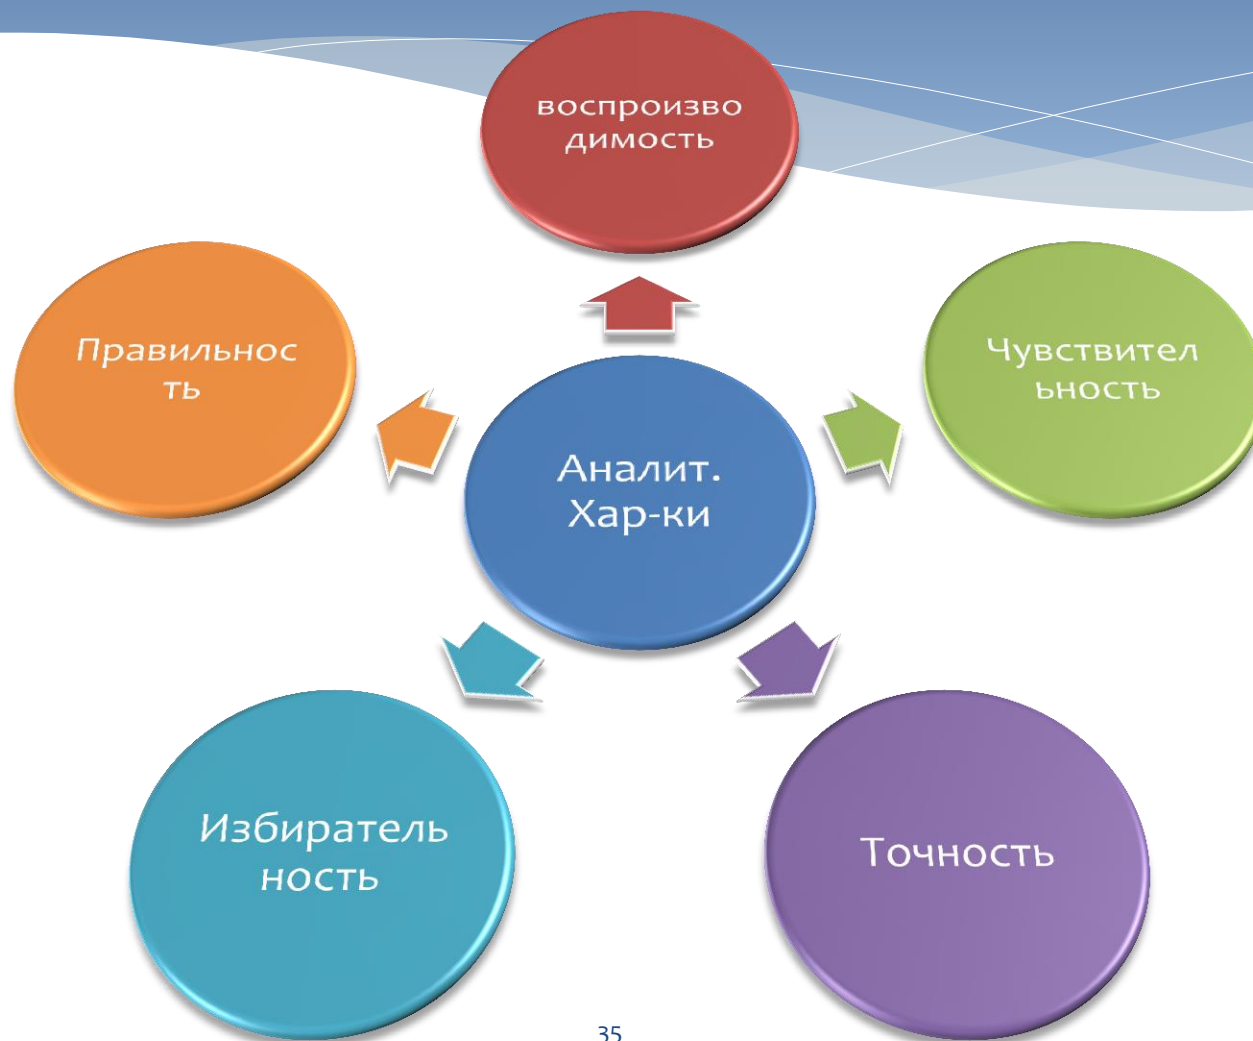 воспроизво
димость
Правильнос
ть
Чувствител
ьность
Аналит.
Хар-ки
Избиратель
ность
Точность
35